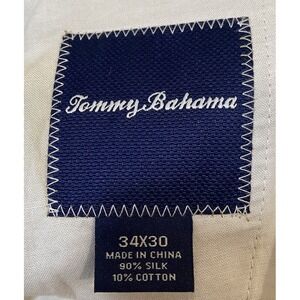 Tommy Bahama
34X30
MADE IN CHINA
90% SILK
10% COTTON